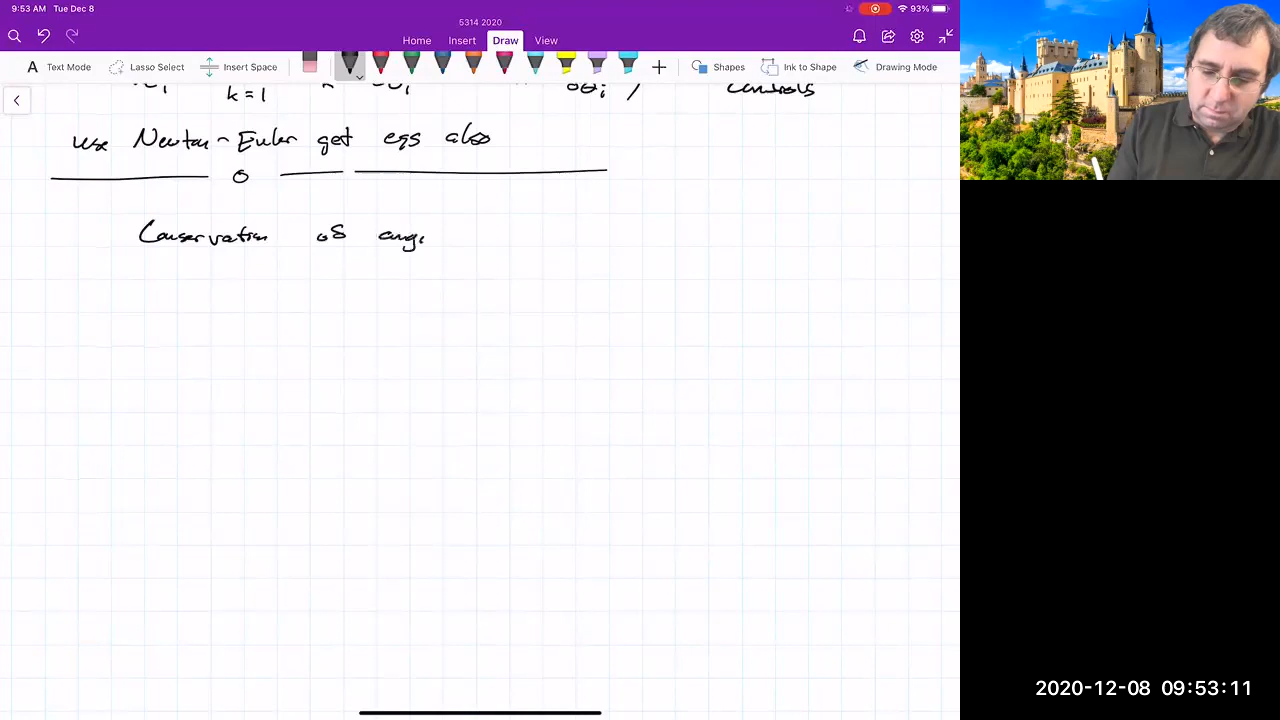 9:53 AM Tue Dec 8
93%
5314 2020
Home Insert Draw View
Text Mode Lasso Select Insert Space Shapes Ink to Shape Drawing Mode
k=1
controls
use Newton-Euler get eqs also
Conservation of ang.
2020-12-08 09:53:11